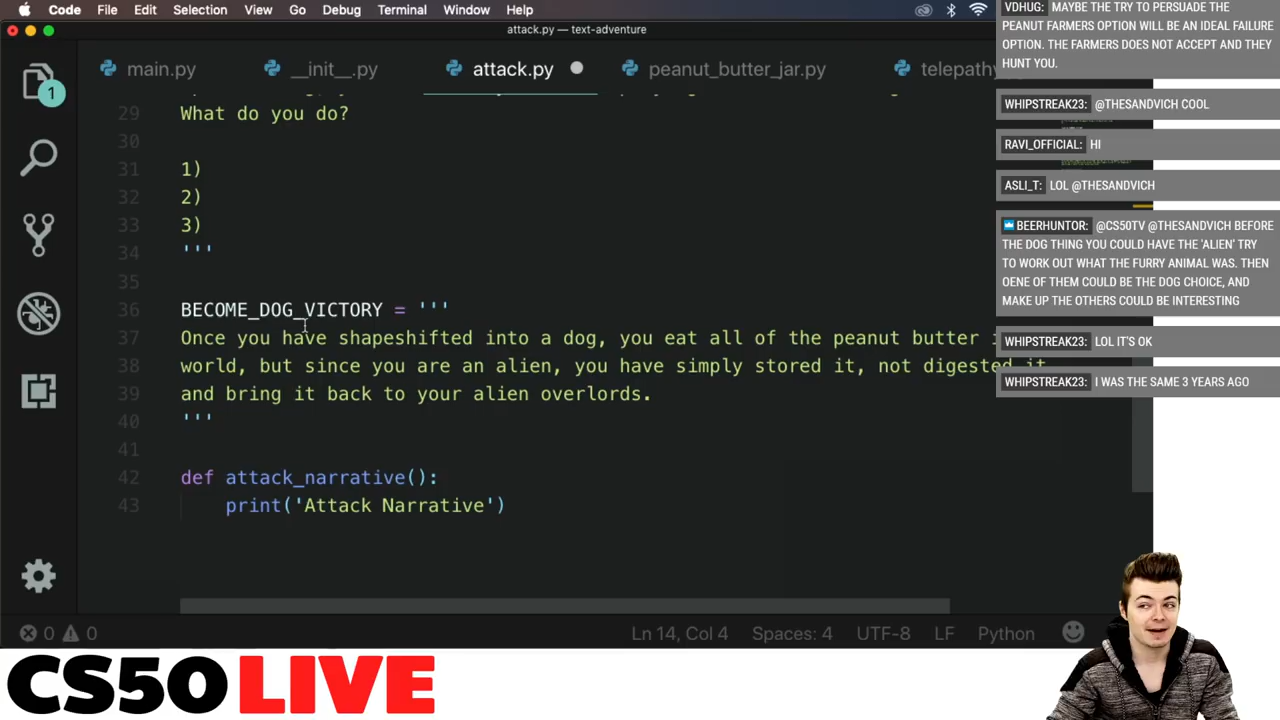 Code File Edit Selection View Go Debug Terminal Window Help
attack.py — text-adventure
main.py __init__.py attack.py peanut_butter_jar.py telepathy
1
29 What do you do?
30
31 1)
32 2)
33 3)
34 '''
35
36 BECOME_DOG_VICTORY = '''
37 Once you have shapeshifted into a dog, you eat all of the peanut butter
38 world, but since you are an alien, you have simply stored it, not digested it
39 and bring it back to your alien overlords.
40 '''
41
42 def attack_narrative():
43 print('Attack Narrative')
0 0 Ln 14, Col 4 Spaces: 4 UTF-8 LF Python
VDHUG: MAYBE THE TRY TO PERSUADE THE
PEANUT FARMERS OPTION WILL BE AN IDEAL FAILURE
OPTION. THE FARMERS DOES NOT ACCEPT AND THEY
HUNT YOU.
WHIPSTREAK23: @THESANDVICH COOL
RAVI_OFFICIAL: HI
ASLI_T: LOL @THESANDVICH
BEERHUNTOR: @CS50TV @THESANDVICH BEFORE
THE DOG THING YOU COULD HAVE THE 'ALIEN' TRY
TO WORK OUT WHAT THE FURRY ANIMAL WAS. THEN
OENE OF THEM COULD BE THE DOG CHOICE, AND
MAKE UP THE OTHERS COULD BE INTERESTING
WHIPSTREAK23: LOL IT'S OK
WHIPSTREAK23: I WAS THE SAME 3 YEARS AGO
CS50 LIVE